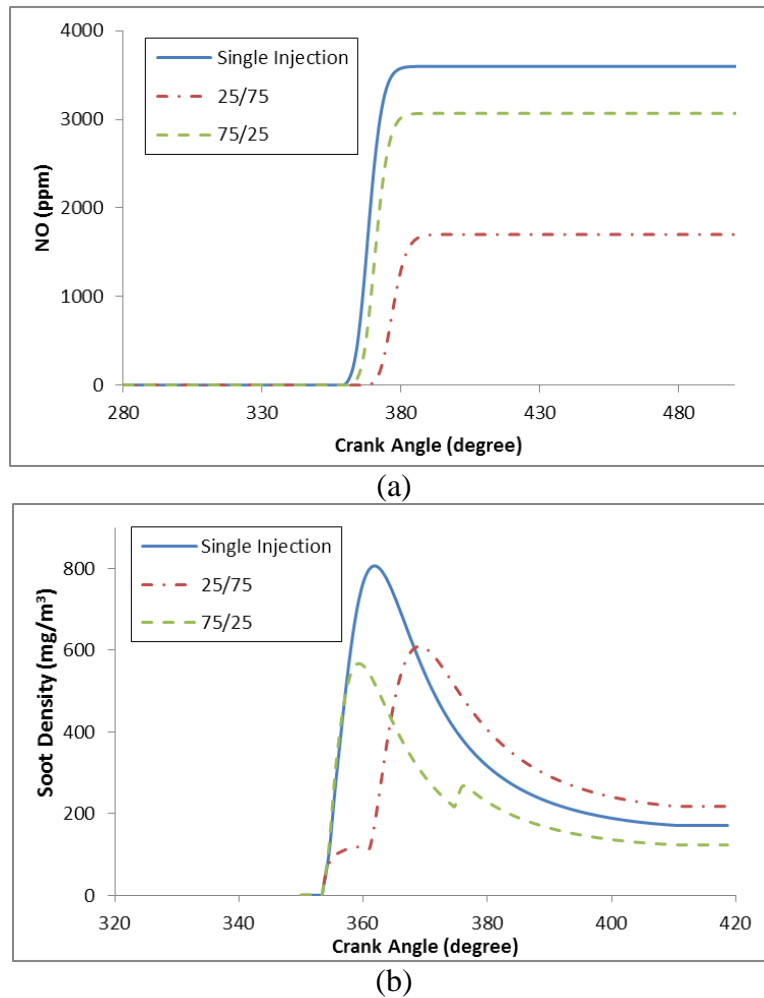 4000
3000
2000
1000
0
NO (ppm)
Single Injection
25/75
75/25
280 330 380 430 480
Crank Angle (degree)
(a)
800
600
400
200
0
Soot Density (mg/m³)
Single Injection
25/75
75/25
320 340 360 380 400 420
Crank Angle (degree)
(b)